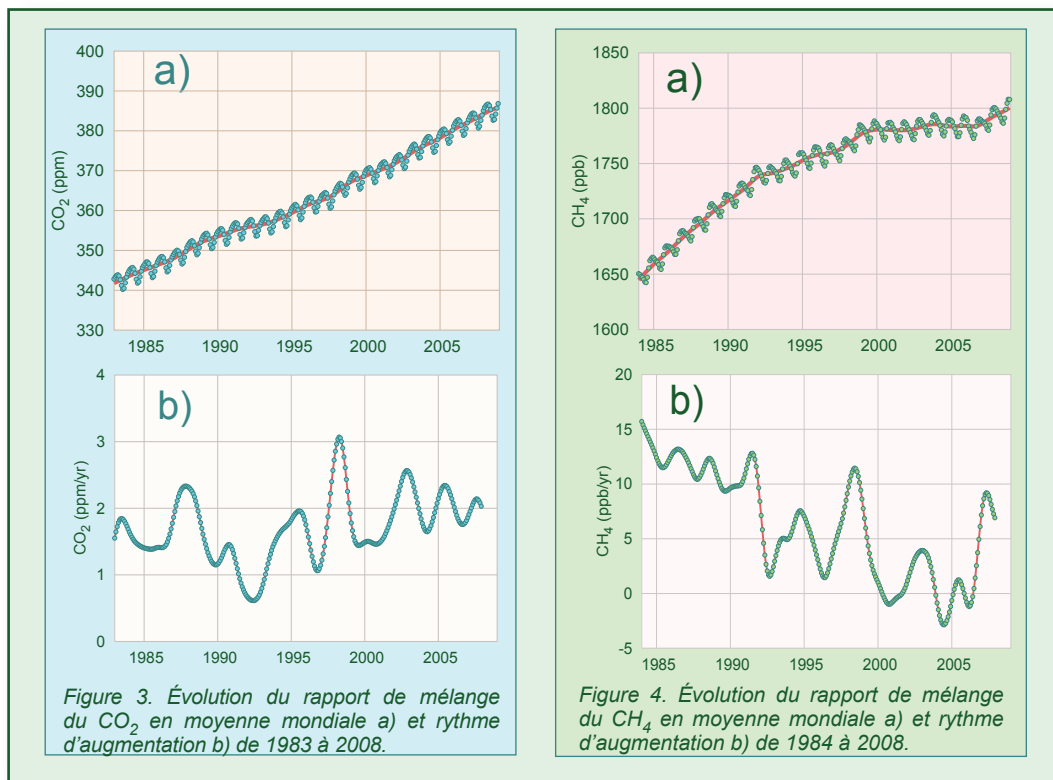 a)
CO2 (ppm)
400
390
380
370
360
350
340
330
1985 1990 1995 2000 2005
b)
CO2 (ppm/yr)
4
3
2
1
0
1985 1990 1995 2000 2005
Figure 3. Évolution du rapport de mélange
du CO2 en moyenne mondiale a) et rythme
d'augmentation b) de 1983 à 2008.
a)
CH4 (ppb)
1850
1800
1750
1700
1650
1600
1985 1990 1995 2000 2005
b)
CH4 (ppb/yr)
20
15
10
5
0
-5
1985 1990 1995 2000 2005
Figure 4. Évolution du rapport de mélange
du CH4 en moyenne mondiale a) et rythme
d'augmentation b) de 1984 à 2008.